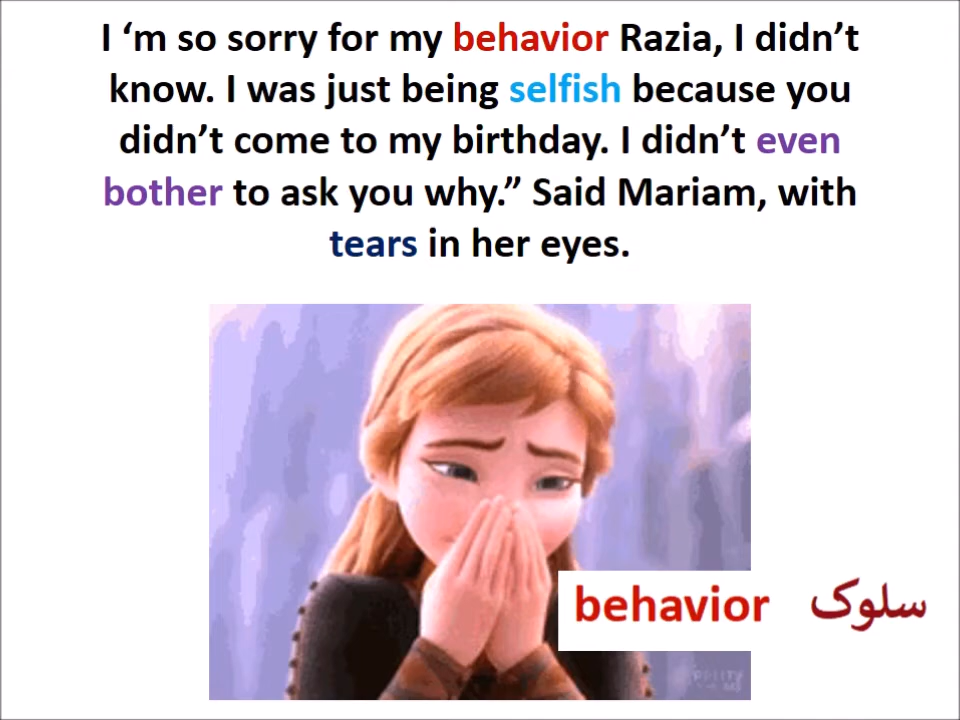 I ‘m so sorry for my behavior Razia, I didn’t
know. I was just being selfish because you
didn’t come to my birthday. I didn’t even
bother to ask you why.” Said Mariam, with
tears in her eyes.
behavior سلوک